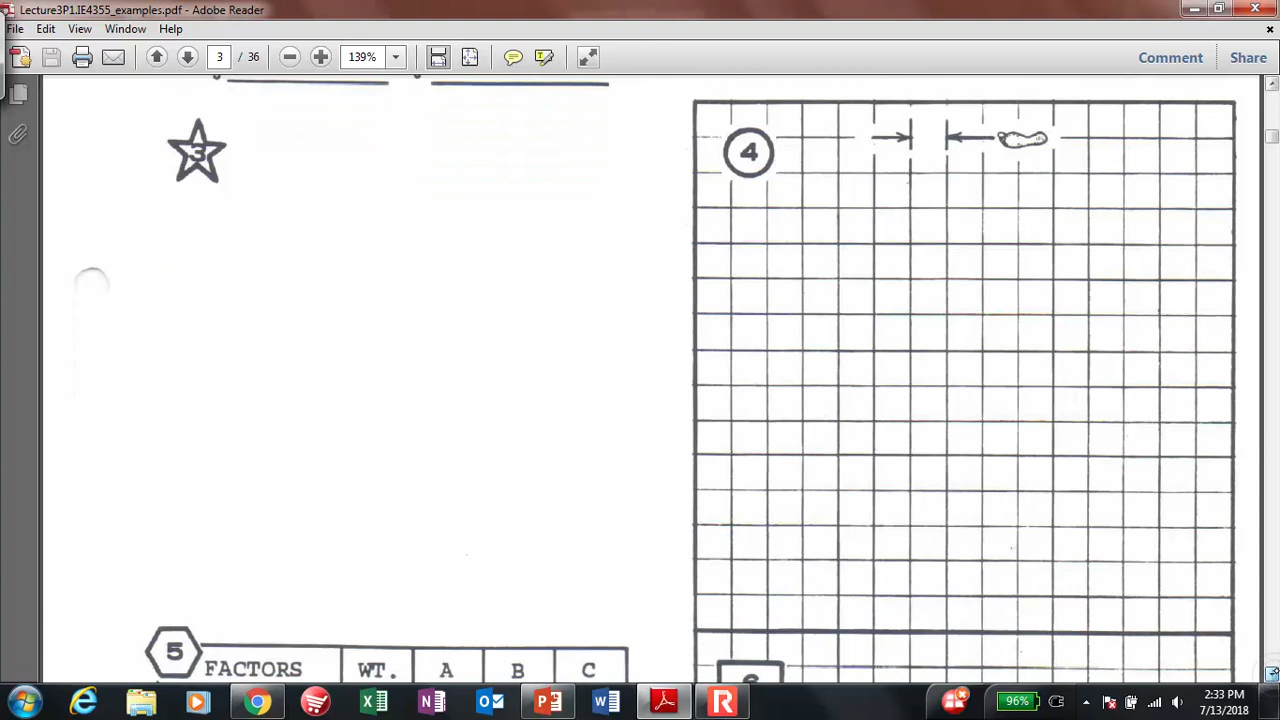 Lecture3P1.IE4355_examples.pdf - Adobe Reader
File Edit View Window Help
3 / 36 139% Comment Share
3
4
5 FACTORS WT. A B C
96% 2:33 PM
7/13/2018